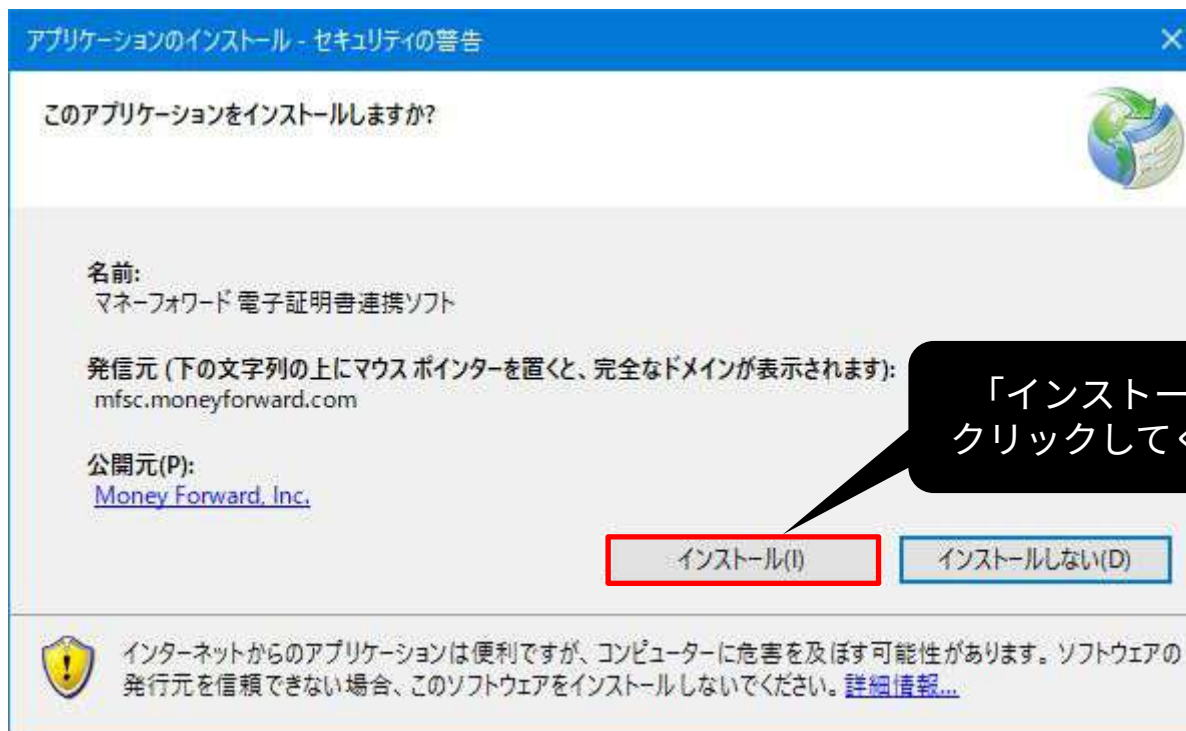 アプリケーションのインストール - セキュリティの警告
このアプリケーションをインストールしますか?
名前:
マネーフォワード 電子証明書連携ソフト
発信元 (下の文字列の上にマウス ポインターを置くと、完全なドメインが表示されます):
mfsc.moneyforward.com
「インストー
クリックしてく
公開元(P):
Money Forward, Inc.
インストール(I)
インストールしない(D)
インターネットからのアプリケーションは便利ですが、コンピューターに危害を及ぼす可能性があります。ソフトウェアの
発行元を信頼できない場合、このソフトウェアをインストールしないでください。詳細情報...